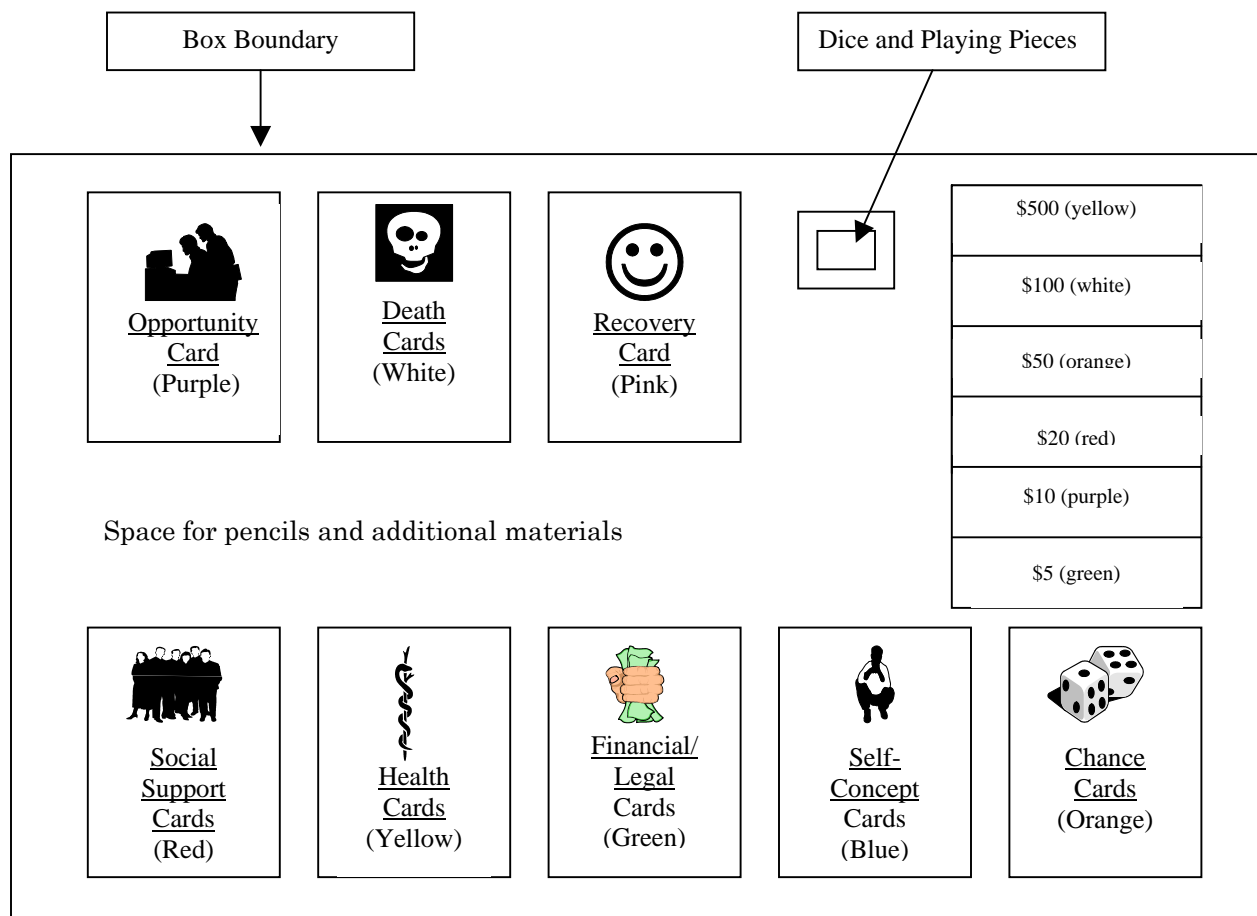 Box Boundary
Dice and Playing Pieces
Opportunity
Card
(Purple)
Death
Cards
(White)
Recovery
Card
(Pink)
$500 (yellow)
$100 (white)
$50 (orange)
$20 (red)
$10 (purple)
$5 (green)
Space for pencils and additional materials
Social
Support
Cards
(Red)
Health
Cards
(Yellow)
Financial/
Legal
Cards
(Green)
Self-
Concept
Cards
(Blue)
Chance
Cards
(Orange)